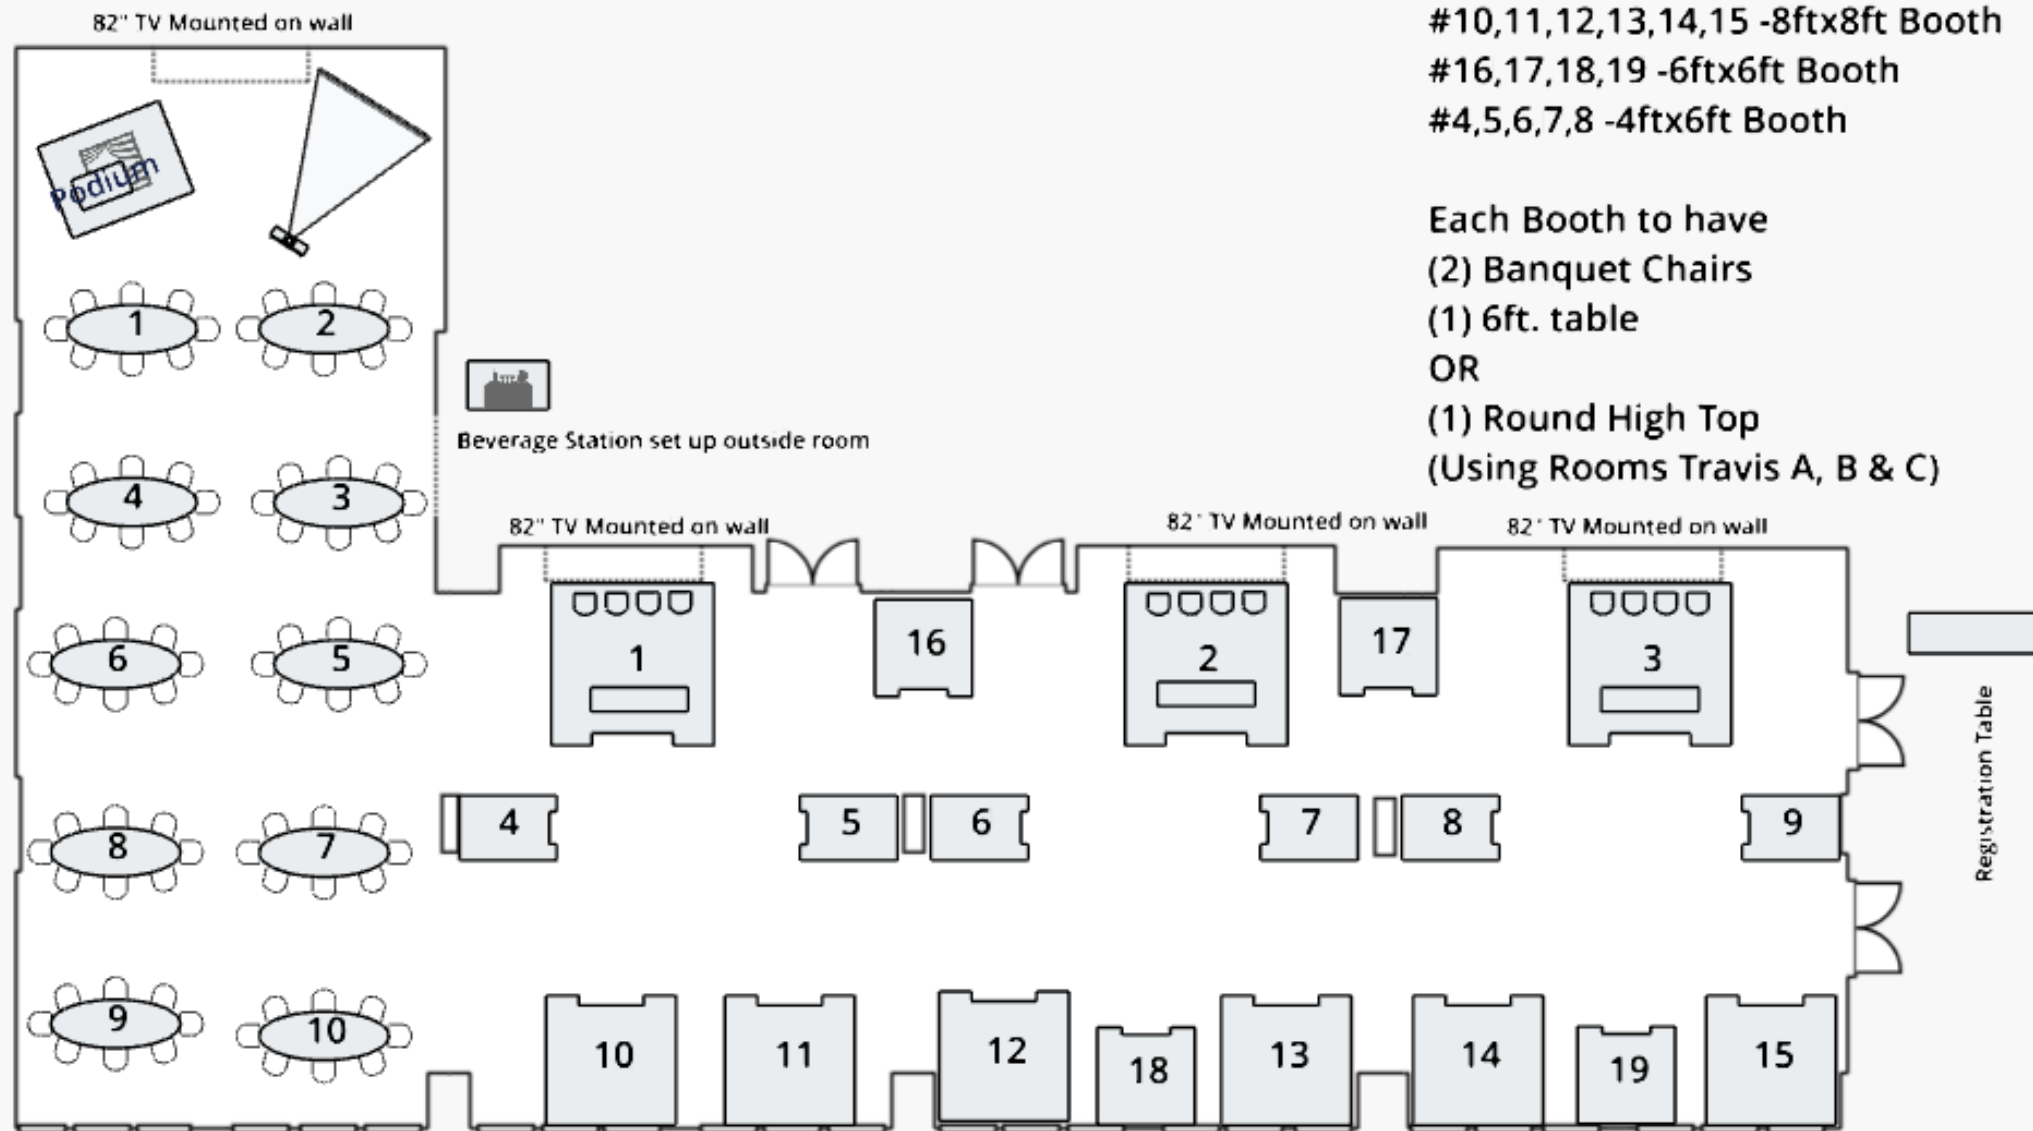 82" TV Mounted on wall
#10,11,12,13,14,15 -8ftx8ft Booth
#16,17,18,19 -6ftx6ft Booth
#4,5,6,7,8 -4ftx6ft Booth
Podium
Each Booth to have
(2) Banquet Chairs
(1) 6ft. table
OR
(1) Round High Top
(Using Rooms Travis A, B & C)
1 2
Beverage Station set up outside room
4 3
82" TV Mounted on wall
82" TV Mounted on wall
82" TV Mounted on wall
6 5
1 16 2 17 3
Registration Table
8 7
4 5 6 7 8 9
9 10
10 11 12 18 13 14 19 15